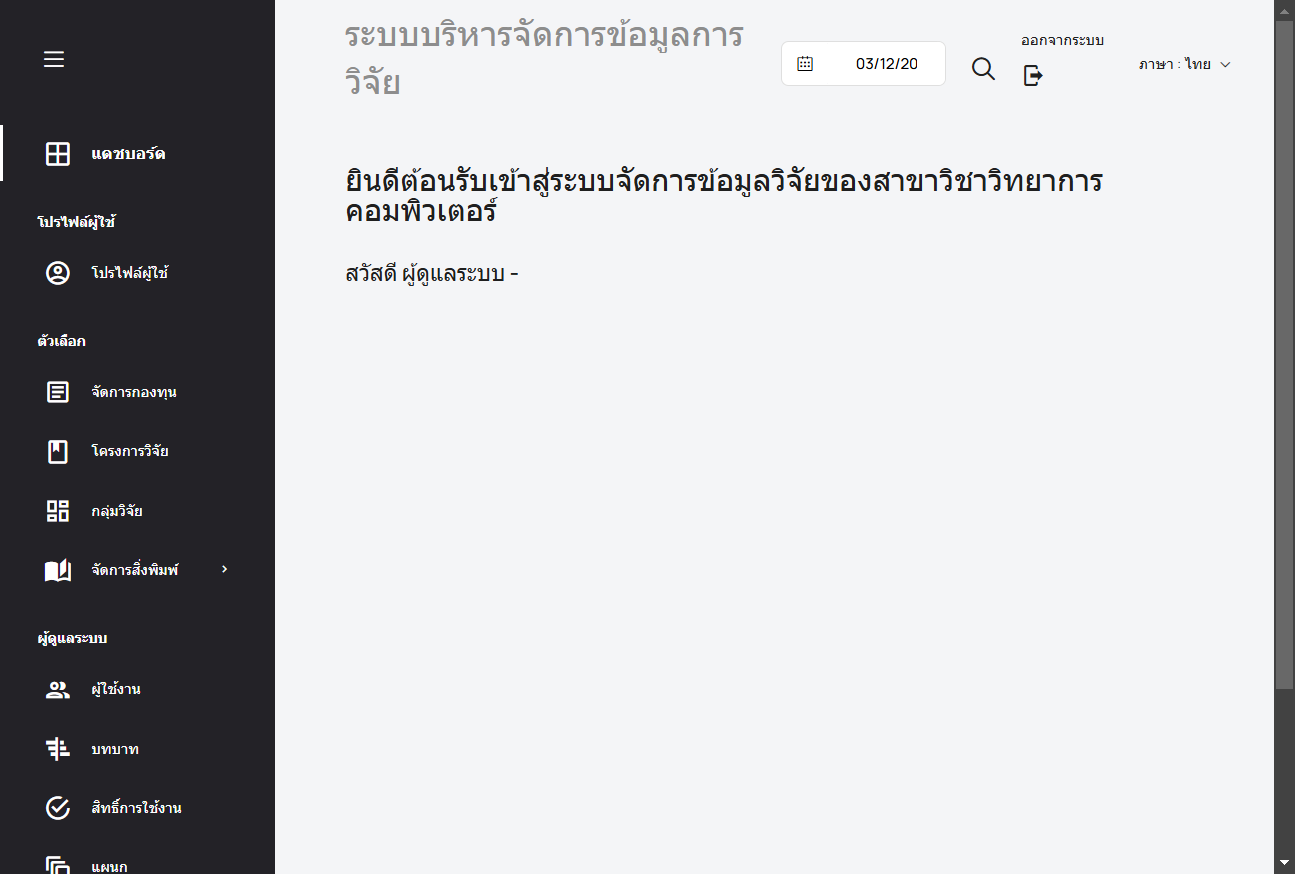 ระบบบริหารจัดการข้อมูลการ
วิจัย
03/12/20
ออกจากระบบ
ภาษา : ไทย
แดชบอร์ด
โปรไฟล์ผู้ใช้
โปรไฟล์ผู้ใช้
ตัวเลือก
จัดการกองทุน
โครงการวิจัย
กลุ่มวิจัย
จัดการสิ่งพิมพ์
ผู้ดูแลระบบ
ผู้ใช้งาน
บทบาท
สิทธิ์การใช้งาน
แผนก
ยินดีต้อนรับเข้าสู่ระบบจัดการข้อมูลวิจัยของสาขาวิชาวิทยาการ
คอมพิวเตอร์
สวัสดี ผู้ดูแลระบบ -